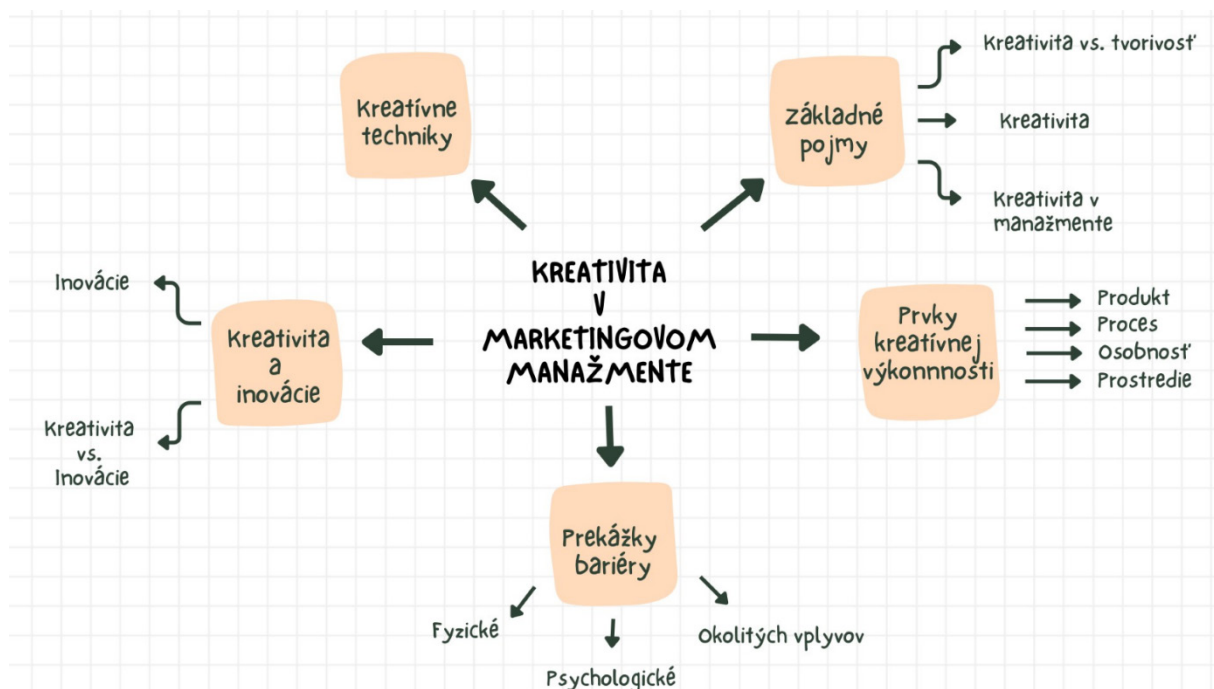 Kreatívne
techniky
Základné
pojmy
Kreativita vs. tvorivosť
Kreativita
Kreativita v
manažmente
KREATIVITA
V
MARKETINGOVOM
MANAŽMENTE
Inovácie
Kreativita
a
inovácie
Kreativita
vs.
Inovácie
Prvky
kreatívnej
výkonnnosti
Produkt
Proces
Osobnosť
Prostredie
Prekážky
bariéry
Fyzické
Psychologické
Okolitých vplyvov